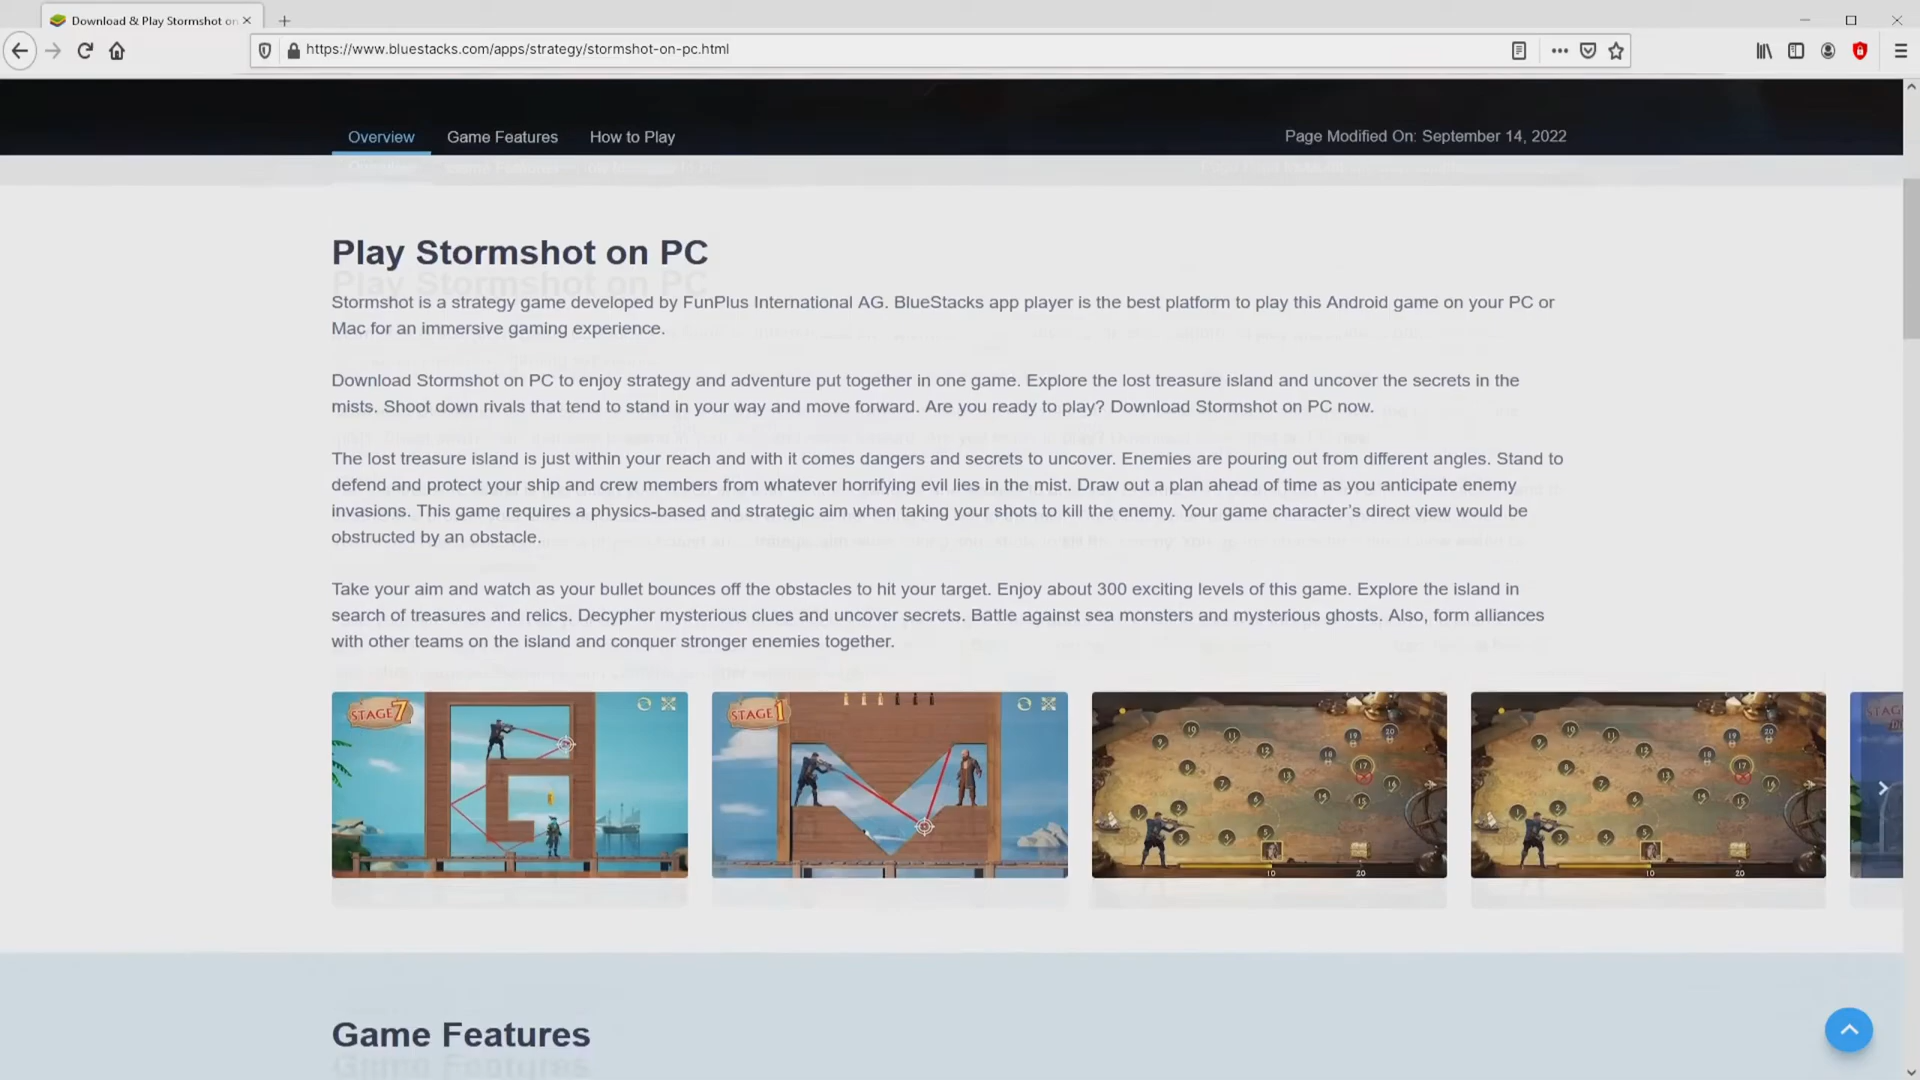 Download & Play Stormshot on
https://www.bluestacks.com/apps/strategy/stormshot-on-pc.html
Overview
Game Features
How to Play
Page Modified On: September 14, 2022
Play Stormshot on PC
Stormshot is a strategy game developed by FunPlus International AG. BlueStacks app player is the best platform to play this Android game on your PC or
Mac for an immersive gaming experience.
Download Stormshot on PC to enjoy strategy and adventure put together in one game. Explore the lost treasure island and uncover the secrets in the
mists. Shoot down rivals that tend to stand in your way and move forward. Are you ready to play? Download Stormshot on PC now.
The lost treasure island is just within your reach and with it comes dangers and secrets to uncover. Enemies are pouring out from different angles. Stand to
defend and protect your ship and crew members from whatever horrifying evil lies in the mist. Draw out a plan ahead of time as you anticipate enemy
invasions. This game requires a physics-based and strategic aim when taking your shots to kill the enemy. Your game character's direct view would be
obstructed by an obstacle.
Take your aim and watch as your bullet bounces off the obstacles to hit your target. Enjoy about 300 exciting levels of this game. Explore the island in
search of treasures and relics. Decypher mysterious clues and uncover secrets. Battle against sea monsters and mysterious ghosts. Also, form alliances
with other teams on the island and conquer stronger enemies together.
STAGE 7
STAGE 1
10 20
10 20
Game Features